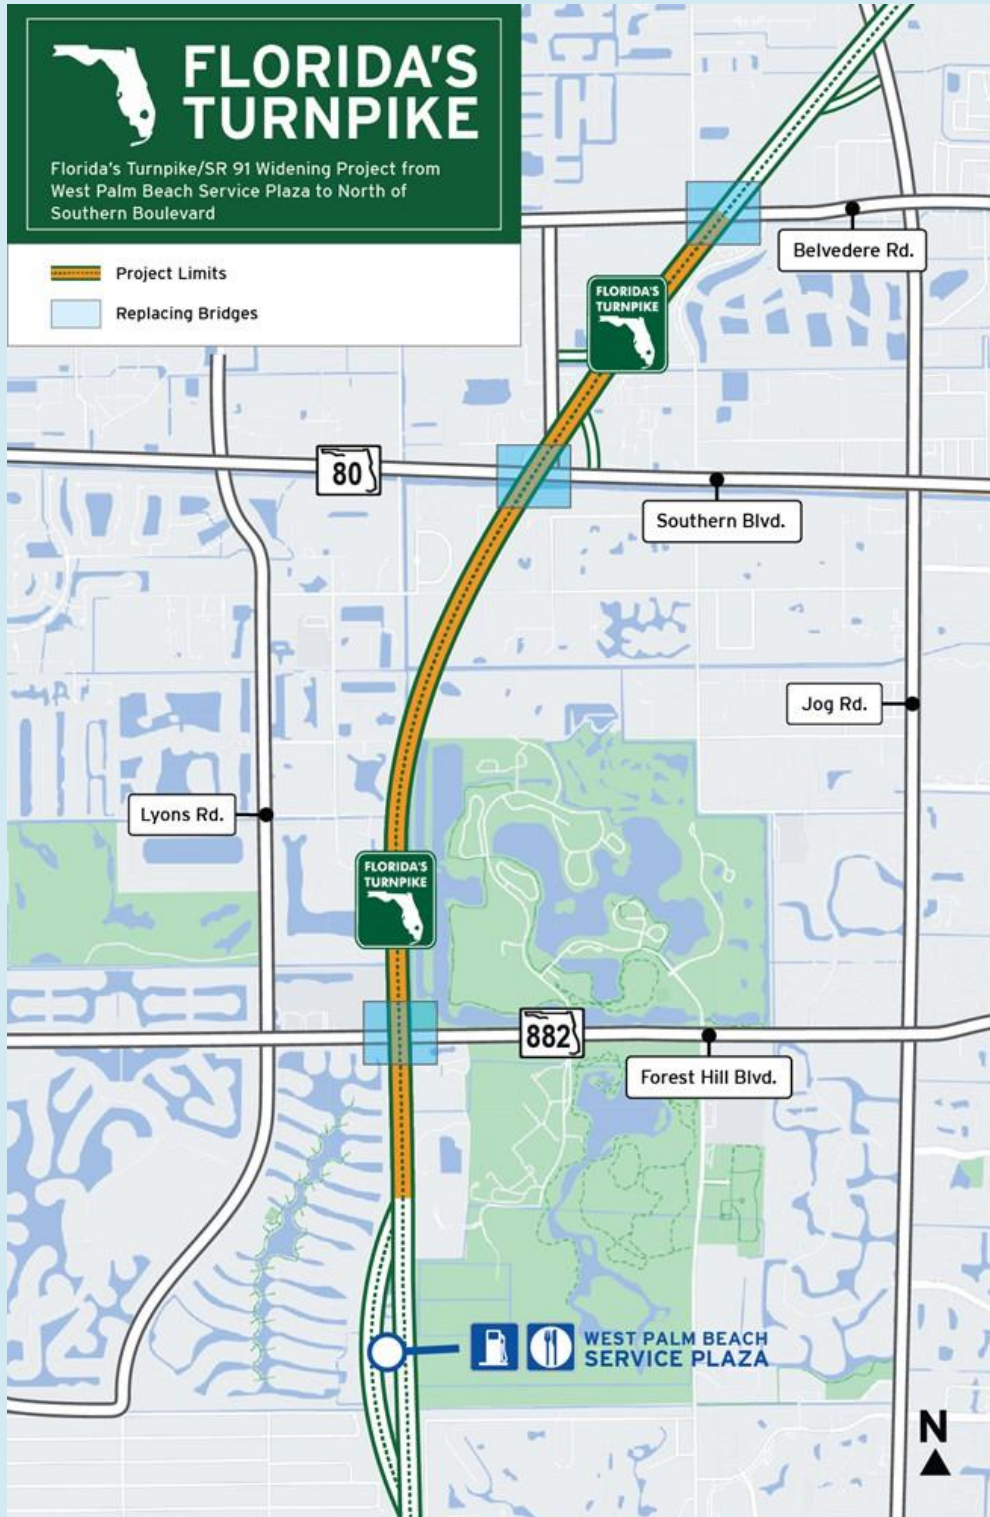 FLORIDA'S
TURNPIKE
Florida's Turnpike/SR 91 Widening Project from
West Palm Beach Service Plaza to North of
Southern Boulevard
Project Limits
Replacing Bridges
Belvedere Rd.
FLORIDA'S
TURNPIKE
80
Southern Blvd.
Jog Rd.
Lyons Rd.
FLORIDA'S
TURNPIKE
882
Forest Hill Blvd.
WEST PALM BEACH
SERVICE PLAZA
N